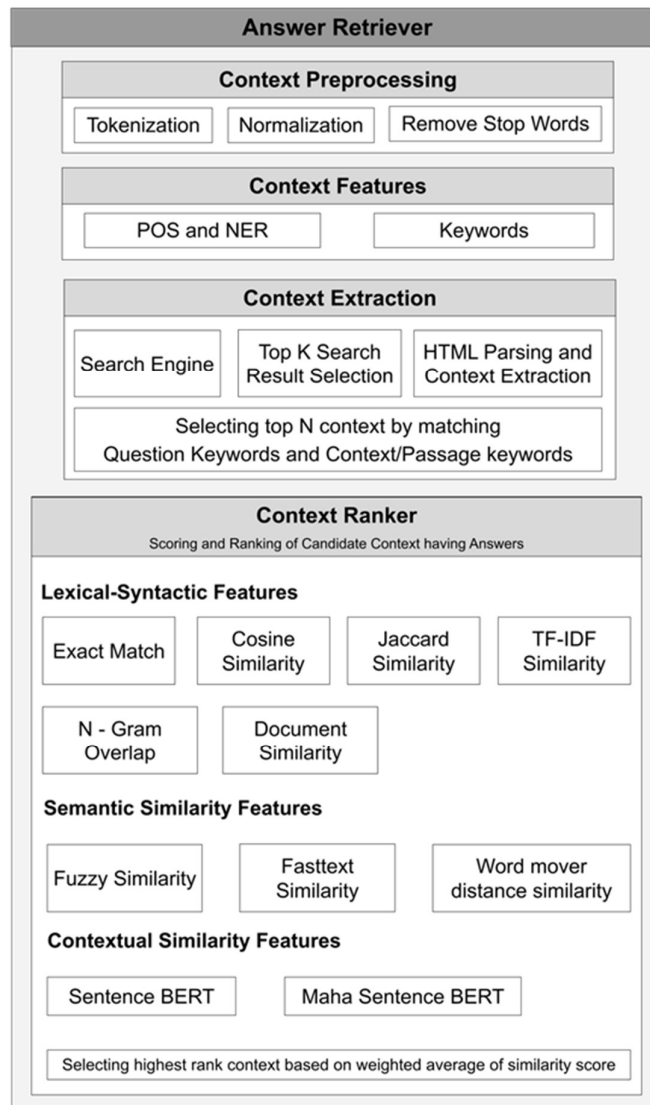 Answer Retriever
Context Preprocessing
Tokenization
Normalization
Remove Stop Words
Context Features
POS and NER
Keywords
Context Extraction
Search Engine
Top K Search
Result Selection
HTML Parsing and
Context Extraction
Selecting top N context by matching
Question Keywords and Context/Passage keywords
Context Ranker
Scoring and Ranking of Candidate Context having Answers
Lexical-Syntactic Features
Exact Match
Cosine
Similarity
Jaccard
Similarity
TF-IDF
Similarity
N - Gram
Overlap
Document
Similarity
Semantic Similarity Features
Fuzzy Similarity
Fasttext
Similarity
Word mover
distance similarity
Contextual Similarity Features
Sentence BERT
Maha Sentence BERT
Selecting highest rank context based on weighted average of similarity score